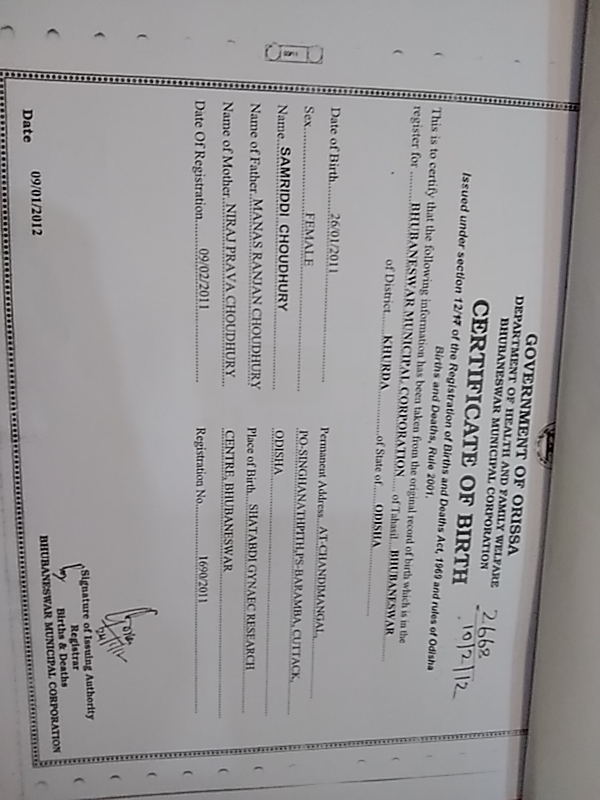 GOVERNMENT OF ORISSA
DEPARTMENT OF HEALTH AND FAMILY WELFARE
BHUBANESWAR MUNICIPAL CORPORATION
2668
10/2/12
CERTIFICATE OF BIRTH
Issued under section 12/17 of the Registration of Births and Deaths Act, 1969 and rules of Odisha
Births and Deaths, Rule 2001.
This is to certify that the following information has been taken from the original record of birth which is in the
register for ......... BHUBANESWAR MUNICIPAL CORPORATION ..... of Tahasil... BHUBANESWAR
of District...... KHURDA ............of State of...... ODISHA
Date of Birth..........26/01/2011
Sex...................... FEMALE
Name.. SAMRIDDI CHOUDHURY
Name of Father ..MANAS RANJAN CHOUDHURY
Name of Mother..NIRAJ PRAVA CHOUDHURY
Date Of Registration......... 09/02/2011
Permanent Address...AT-CHANDIMANGAL,
PO-SINGHANATHPITH,PS-BARAMBA, CUTTACK,
ODISHA
Place of Birth...SHATABDI GYNAEC RESEARCH
CENTRE, BHUBANESWAR
Registration No.............. 1690/2011
Date 09/01/2012
Signature of Issuing Authority
Registrar
Births & Deaths
BHUBANESWAR MUNICIPAL CORPORATION